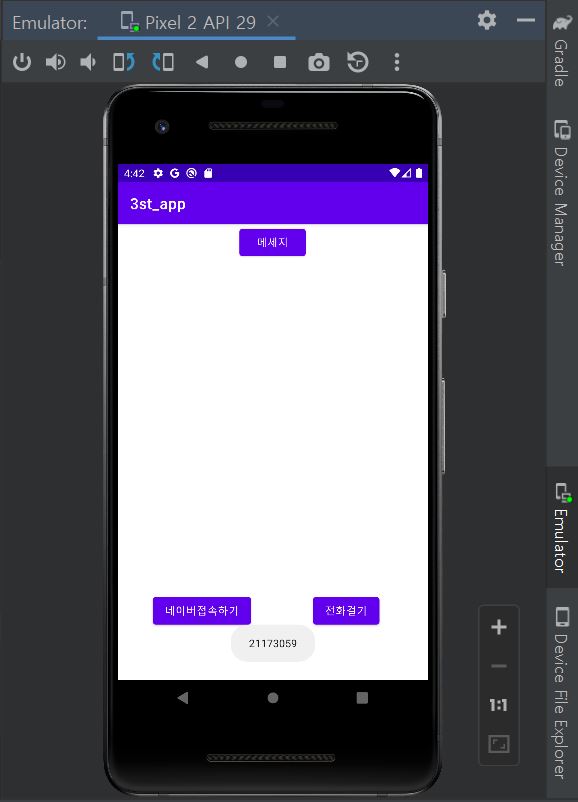 Emulator: Pixel 2 API 29
4:42
3st_app
메세지
네이버접속하기 전화걸기
21173059
1:1
Gradle
Device Manager
Emulator
Device File Explorer